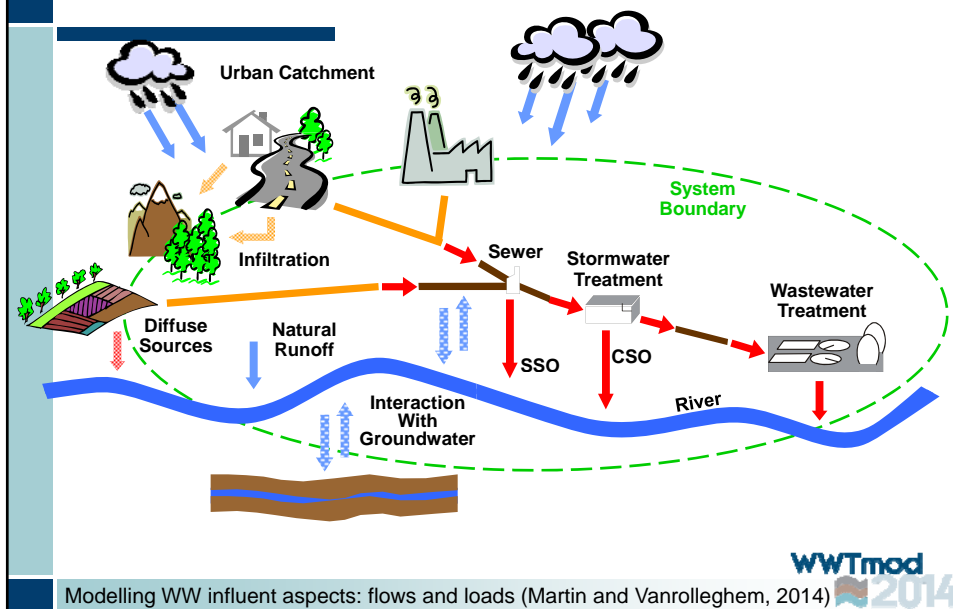 Urban Catchment
System
Boundary
Sewer
Stormwater
Treatment
Infiltration
Wastewater
Treatment
Diffuse
Sources
Natural
Runoff
SSO
CSO
River
Interaction
With
Groundwater
WWTmod
2014
Modelling WW influent aspects: flows and loads (Martin and Vanrolleghem, 2014)